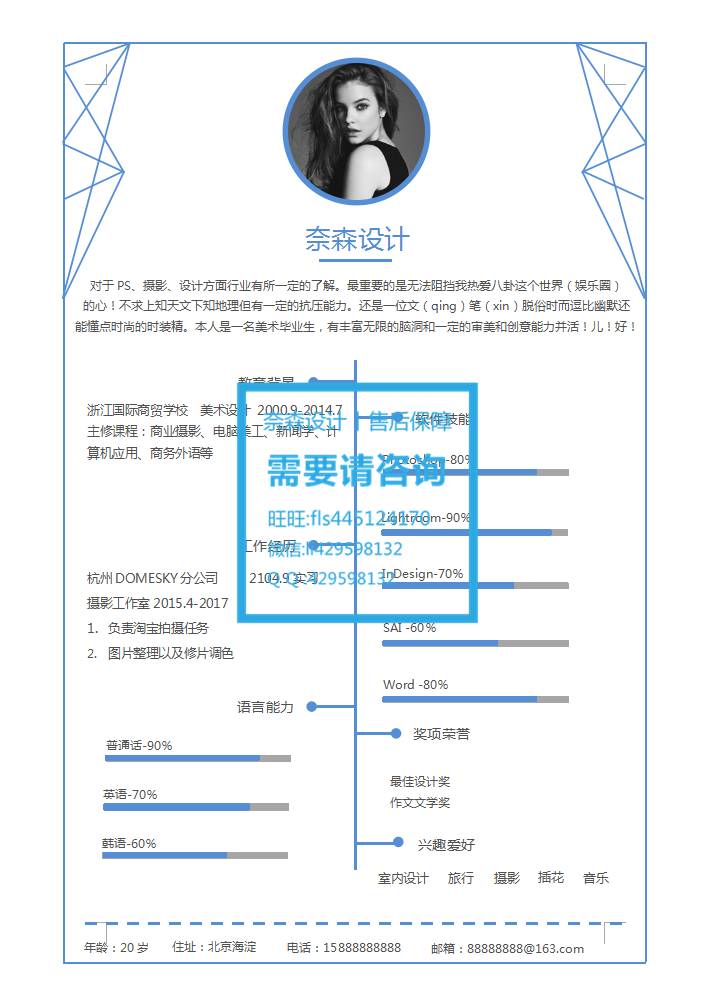 奈森设计
对于 PS、摄影、设计方面行业有所一定的了解。最重要的是无法阻挡我热爱八卦这个世界（娱乐圈）
的心！不求上知天文下知地理但有一定的抗压能力。还是一位文（qing）笔（xin）脱俗时而逗比幽默还
能懂点时尚的时装精。本人是一名美术毕业生，有丰富无限的脑洞和一定的审美和创意能力并活！儿！好！
教育背景
浙江国际商贸学校 美术设计 2000.9-2014.7
主修课程：商业摄影、电脑美工、新闻学、计
算机应用、商务外语等
工作经历
杭州 DOMESKY 分公司 2104.9 实习
摄影工作室 2015.4-2017
1. 负责淘宝拍摄任务
2. 图片整理以及修片调色
语言能力
普通话-90%
英语-70%
韩语-60%
软件技能
Photoshop-80%
Lightroom-90%
InDesign-70%
SAI -60%
Word -80%
奖项荣誉
最佳设计奖
作文文学奖
兴趣爱好
室内设计 旅行 摄影 插花 音乐
奈森设计丨售后保障
需要请咨询
旺旺:fls445124170
微信:ll429598132
Q Q:429598132
年龄：20 岁 住址：北京海淀 电话：15888888888 邮箱：88888888@163.com